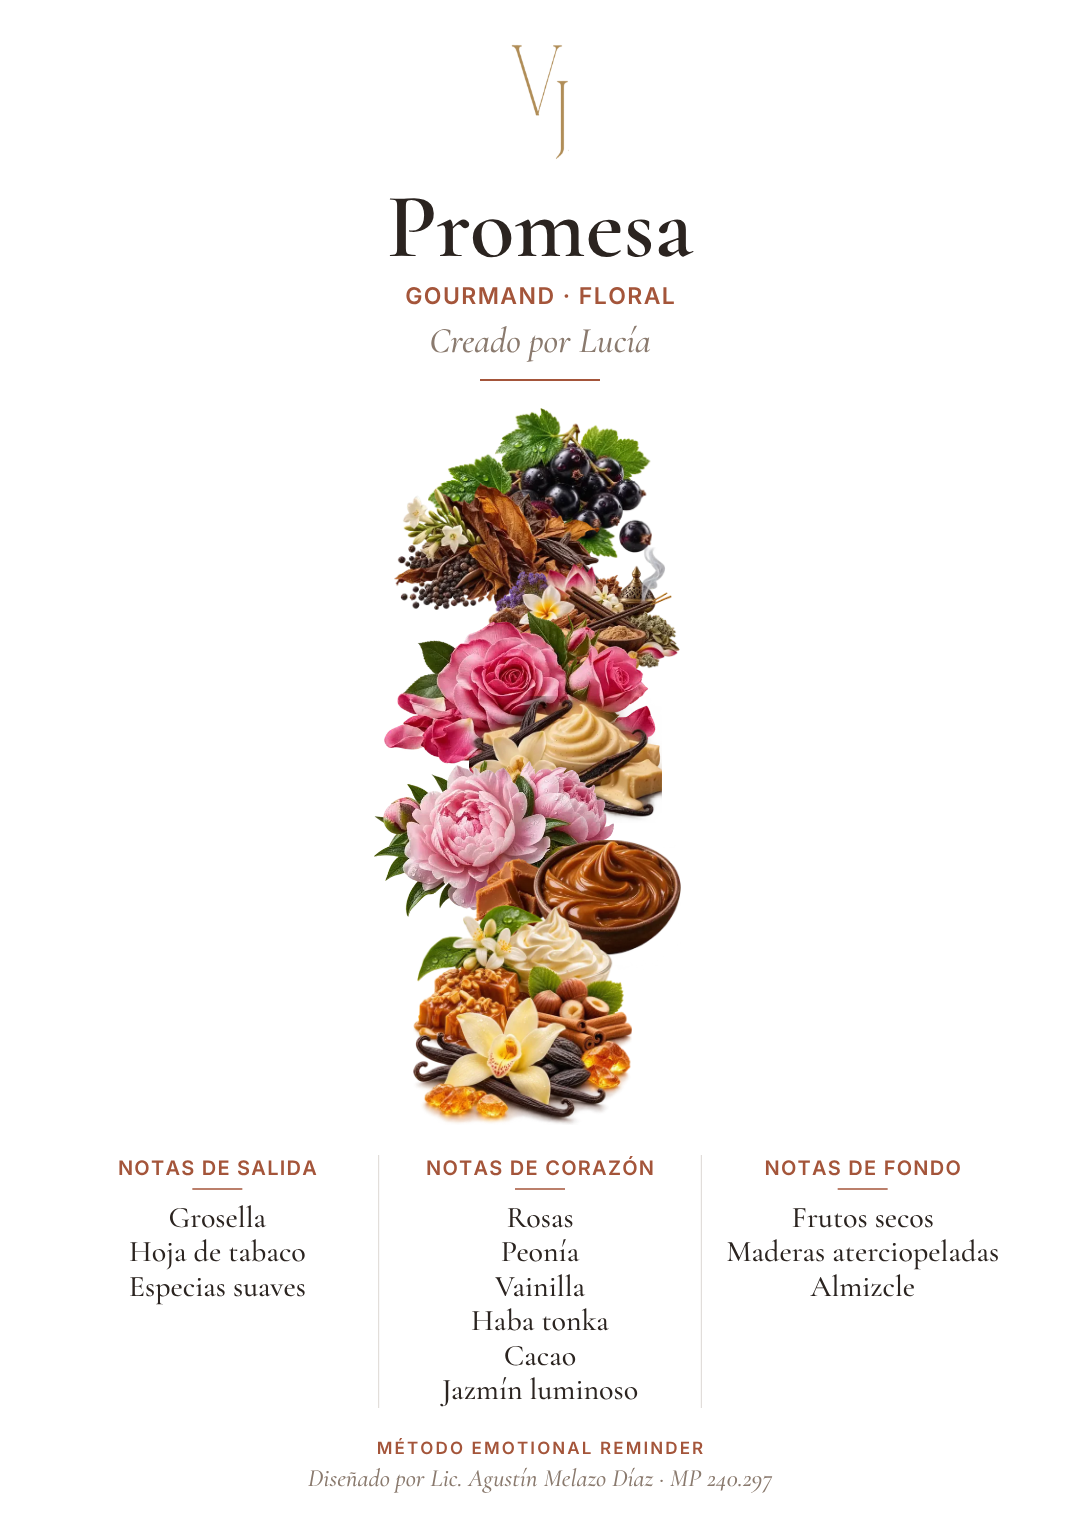 VJ
Promesa
GOURMAND · FLORAL
Creado por Lucía
NOTAS DE SALIDA
Grosella
Hoja de tabaco
Especias suaves
NOTAS DE CORAZÓN
Rosas
Peonía
Vainilla
Haba tonka
Cacao
Jazmín luminoso
NOTAS DE FONDO
Frutos secos
Maderas aterciopeladas
Almizcle
MÉTODO EMOTIONAL REMINDER
Diseñado por Lic. Agustín Melazo Díaz · MP 240.297